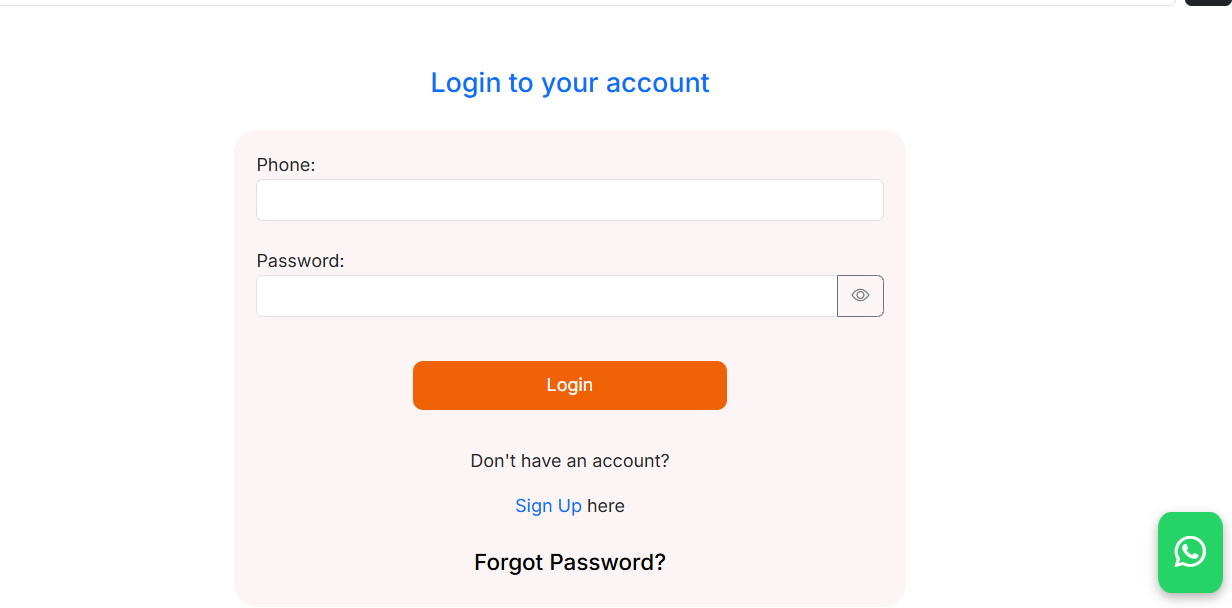 Login to your account
Phone:
Password:
Login
Don't have an account?
Sign Up here
Forgot Password?